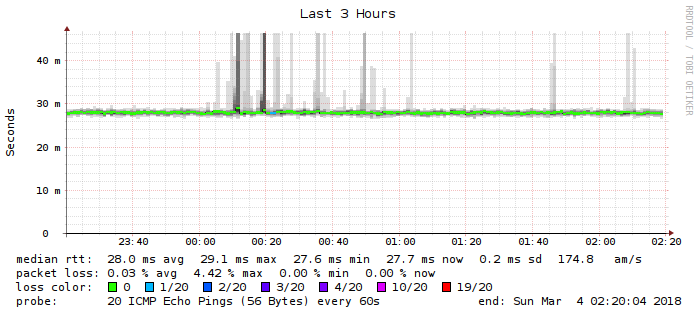 Last 3 Hours
RRDTOOL / TOBI OETIKER
Seconds
40 m
30 m
20 m
10 m
0
23:40 00:00 00:20 00:40 01:00 01:20 01:40 02:00 02:20
median rtt: 28.0 ms avg 29.1 ms max 27.6 ms min 27.7 ms now 0.2 ms sd 174.8 am/s
packet loss: 0.03 % avg 4.42 % max 0.00 % min 0.00 % now
loss color: 0 1/20 2/20 3/20 4/20 10/20 19/20
probe: 20 ICMP Echo Pings (56 Bytes) every 60s end: Sun Mar 4 02:20:04 2018